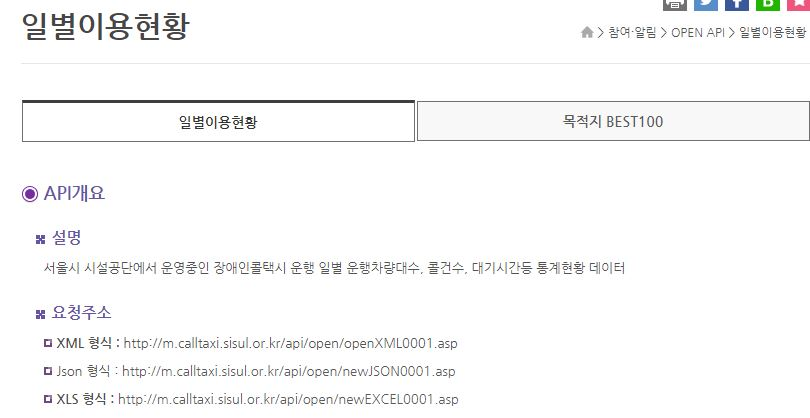 일별이용현황
참여·알림 > OPEN API > 일별이용현황
일별이용현황
목적지 BEST100
API개요
설명
서울시 시설공단에서 운영중인 장애인콜택시 운행 일별 운행차량대수, 콜건수, 대기시간등 통계현황 데이터
요청주소
XML 형식 : http://m.calltaxi.sisul.or.kr/api/open/openXML0001.asp
Json 형식 : http://m.calltaxi.sisul.or.kr/api/open/newJSON0001.asp
XLS 형식 : http://m.calltaxi.sisul.or.kr/api/open/newEXCEL0001.asp